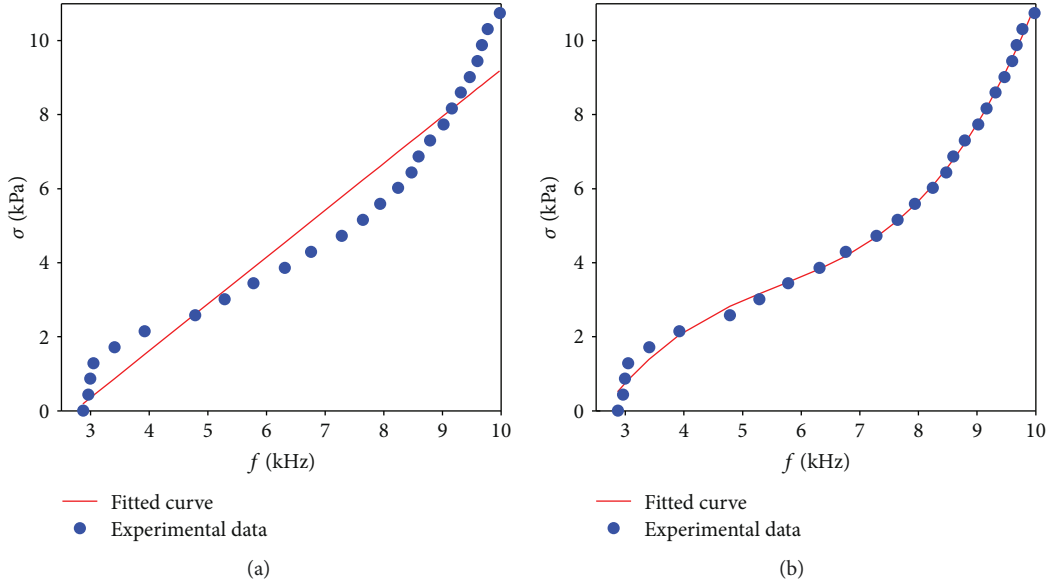 10
8
6
4
2
0
σ (kPa)
3 4 5 6 7 8 9 10
f (kHz)
Fitted curve
Experimental data
(a)
10
8
6
4
2
0
σ (kPa)
3 4 5 6 7 8 9 10
f (kHz)
Fitted curve
Experimental data
(b)